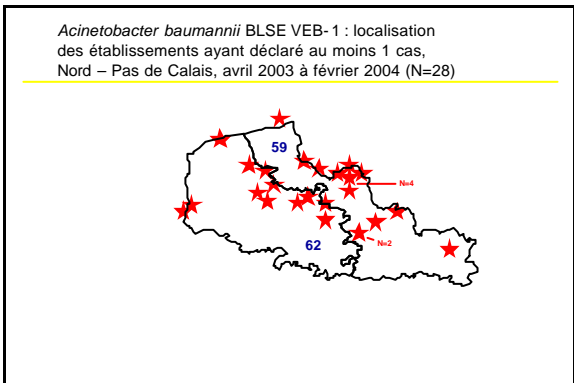 Acinetobacter baumannii BLSE VEB-1 : localisation
des établissements ayant déclaré au moins 1 cas,
Nord – Pas de Calais, avril 2003 à février 2004 (N=28)
59
N=4
N=2
62